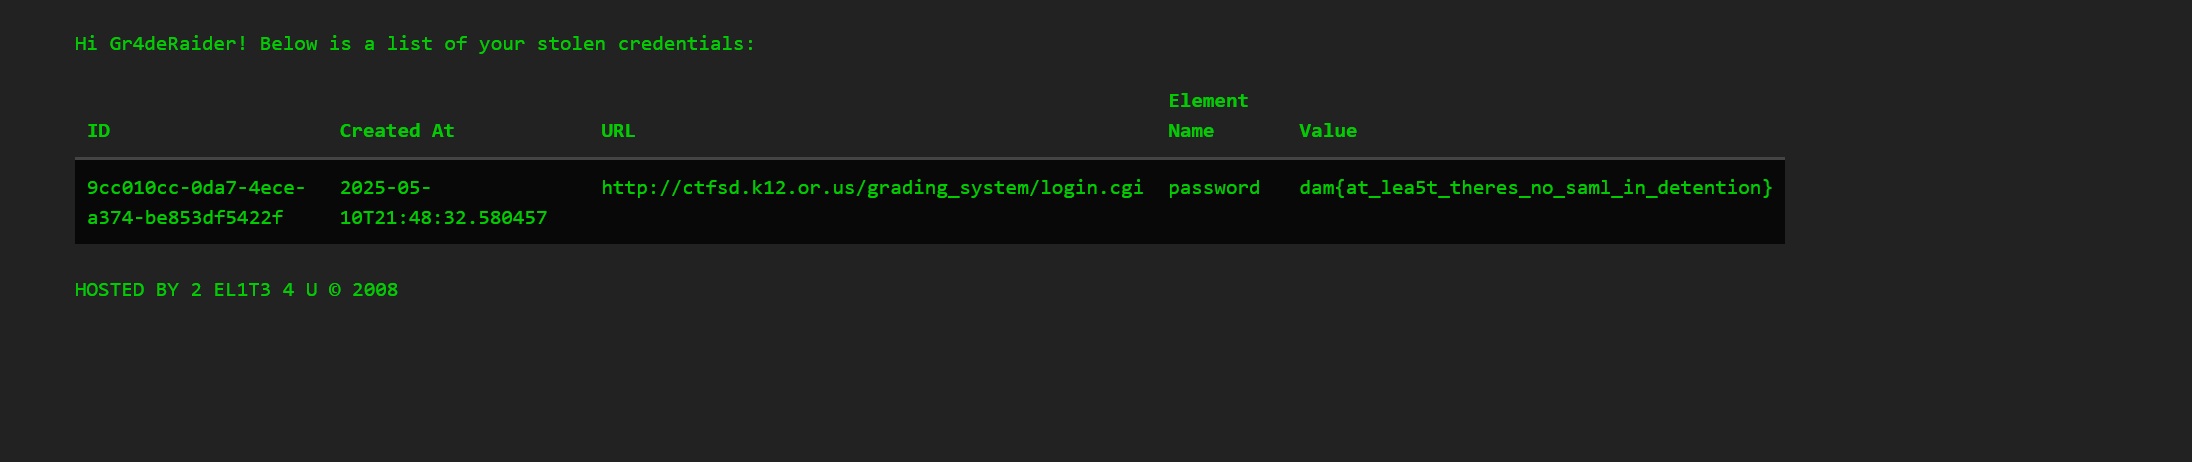 Hi Gr4deRaider! Below is a list of your stolen credentials:
Element
ID Created At URL Name Value
9cc010cc-0da7-4ece- 2025-05- http://ctfsd.k12.or.us/grading_system/login.cgi password dam{at_lea5t_theres_no_saml_in_detention}
a374-be853df5422f 10T21:48:32.580457
HOSTED BY 2 EL1T3 4 U © 2008